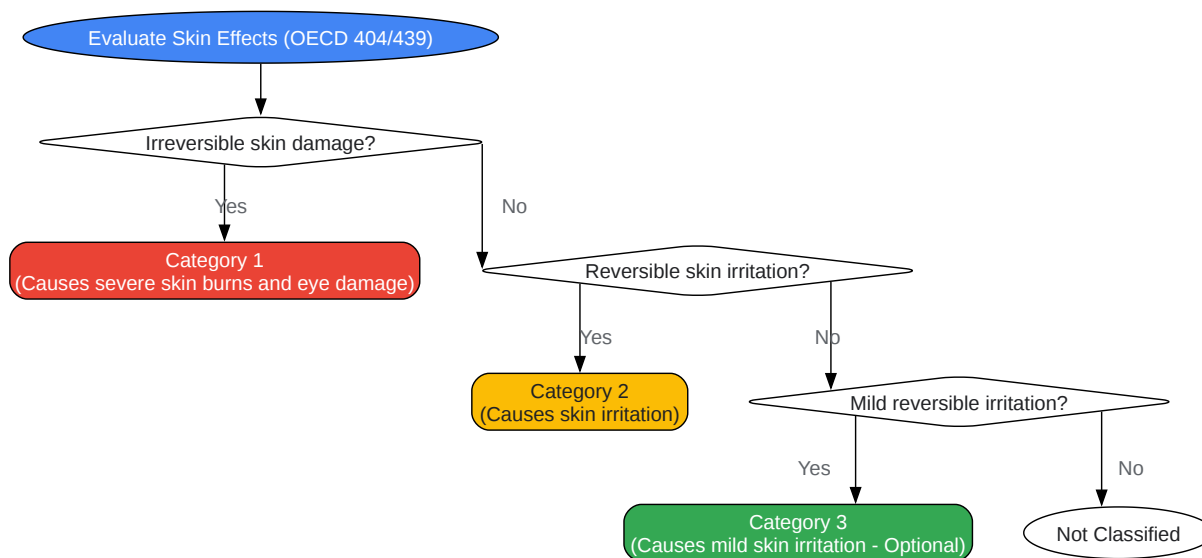 Evaluate Skin Effects (OECD 404/439)
Irreversible skin damage?
Yes
No
Category 1
(Causes severe skin burns and eye damage)
Reversible skin irritation?
Yes
No
Category 2
(Causes skin irritation)
Mild reversible irritation?
Yes
No
Category 3
(Causes mild skin irritation - Optional)
Not Classified